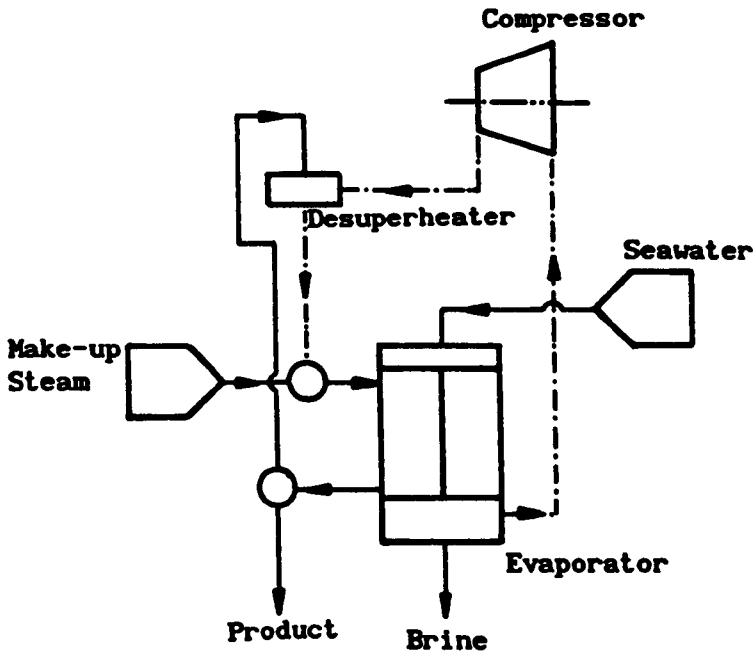 Compressor
Desuperheater
Seawater
Make-up
Steam
Evaporator
Product
Brine